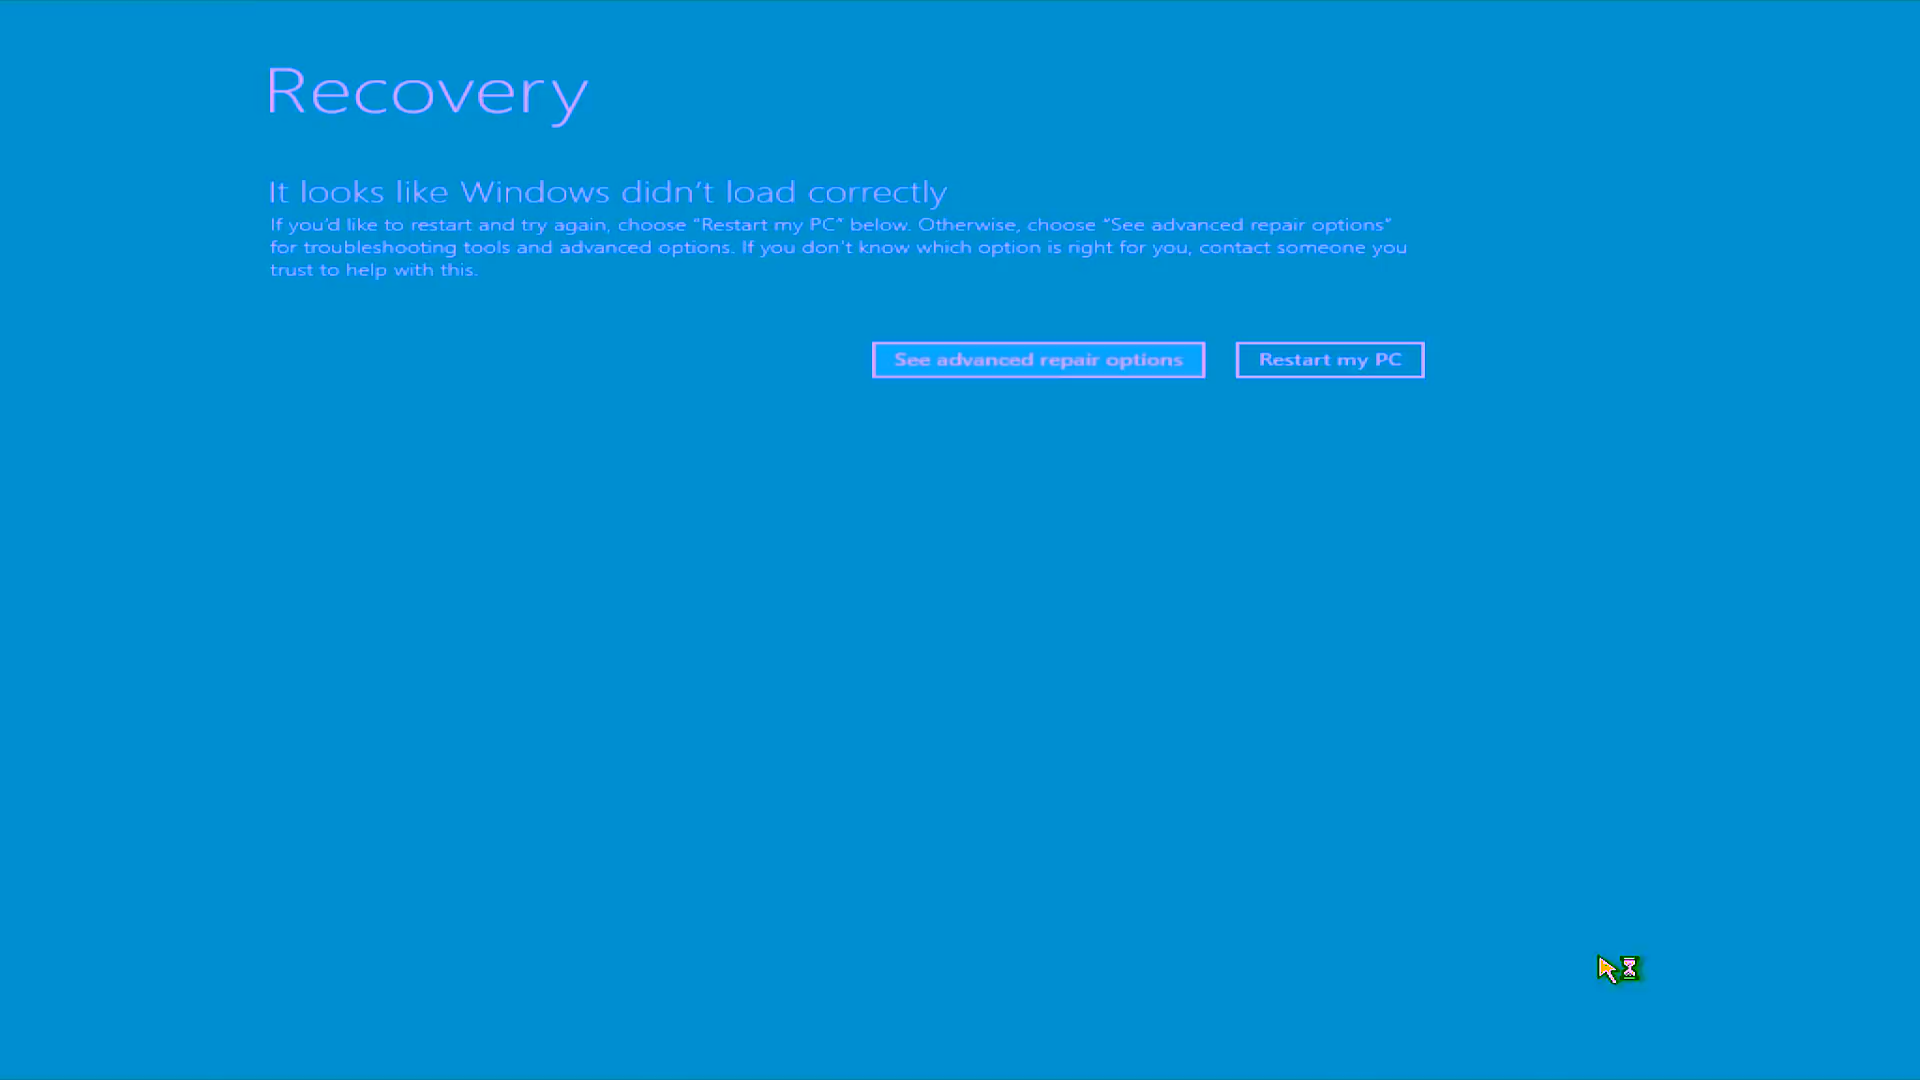 Recovery
It looks like Windows didn't load correctly
If you'd like to restart and try again, choose "Restart my PC" below. Otherwise, choose "See advanced repair options"
for troubleshooting tools and advanced options. If you don't know which option is right for you, contact someone you
trust to help with this.
See advanced repair options
Restart my PC